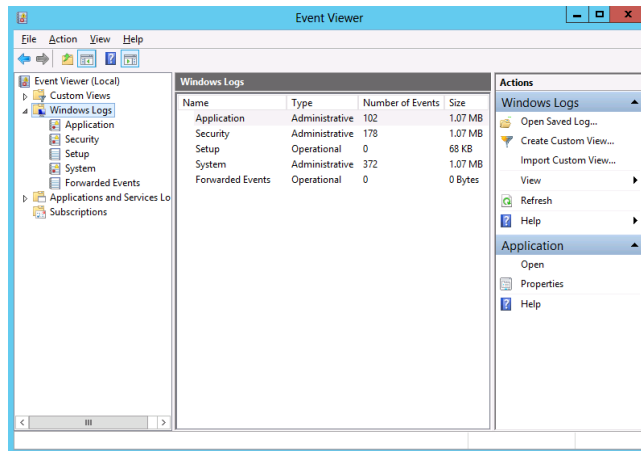 Event Viewer
File Action View Help
Event Viewer (Local)
Custom Views
Windows Logs
Application
Security
Setup
System
Forwarded Events
Applications and Services Lo
Subscriptions
Windows Logs
Name Type Number of Events Size
Application Administrative 102 1.07 MB
Security Administrative 178 1.07 MB
Setup Operational 0 68 KB
System Administrative 372 1.07 MB
Forwarded Events Operational 0 0 Bytes
Actions
Windows Logs
Open Saved Log...
Create Custom View...
Import Custom View...
View
Refresh
Help
Application
Open
Properties
Help